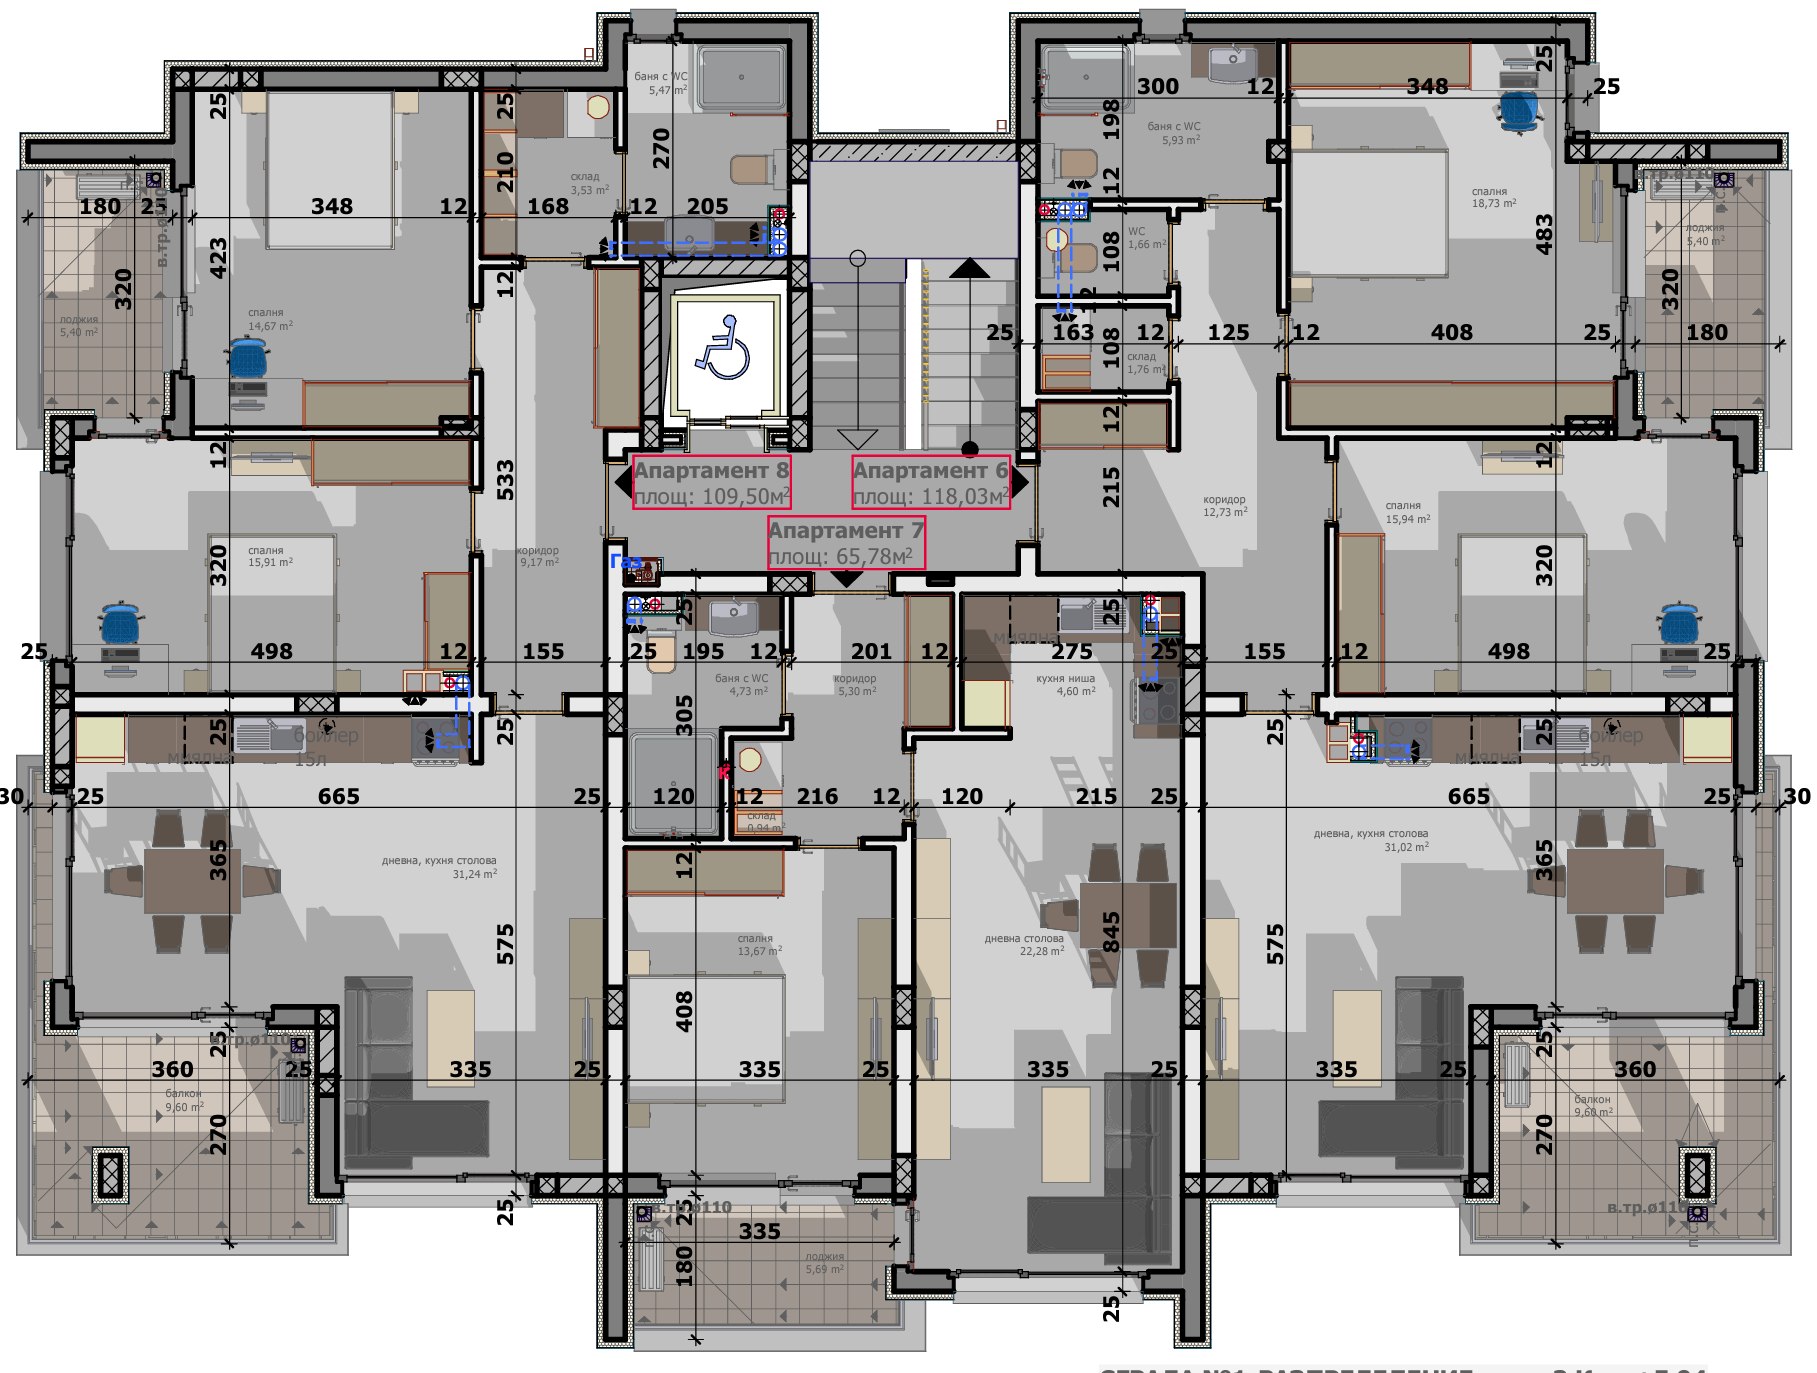 баня с WC
5,47 m²
270
25
25
210
склад
3,53 m²
180
25
348
12
168
12
205
в.тр.ø110
423
320
лоджия
5,40 m²
спалня
14,67 m²
12
25
300
12
348
25
198
баня с WC
5,93 m²
12
спалня
18,73 m²
483
в.тр.ø110
лоджия
5,40 m²
320
WC
1,66 m²
108
12
25
163
12
125
12
408
25
180
108
склад
1,76 m²
12
12
533
Апартамент 8
площ: 109,50м²
Апартамент 6
площ: 118,03м²
Апартамент 7
площ: 65,78м²
215
коридор
12,73 m²
12
спалня
15,94 m²
320
спалня
15,91 m²
320
коридор
9,17 m²
Газ
25
25
миялна
25
498
12
155
25
195
12
201
12
275
25
155
12
498
25
баня с WC
4,73 m²
коридор
5,30 m²
кухня ниша
4,60 m²
305
25
бойлер
15л
миялна
25
25
25
бойлер
15л
миялна
к
30
25
665
25
120
12
216
12
120
215
25
665
25
30
склад
0,94 m²
365
дневна, кухня столова
31,24 m²
12
дневна, кухня столова
31,02 m²
365
575
спалня
13,67 m²
дневна столова
22,28 m²
845
575
408
25
в.тр.ø110
25
360
25
335
25
335
25
335
25
335
25
360
балкон
9,60 m²
270
балкон
9,60 m²
270
25
25
в.тр.ø110
в.тр.ø110
335
180
лоджия
5,69 m²
25